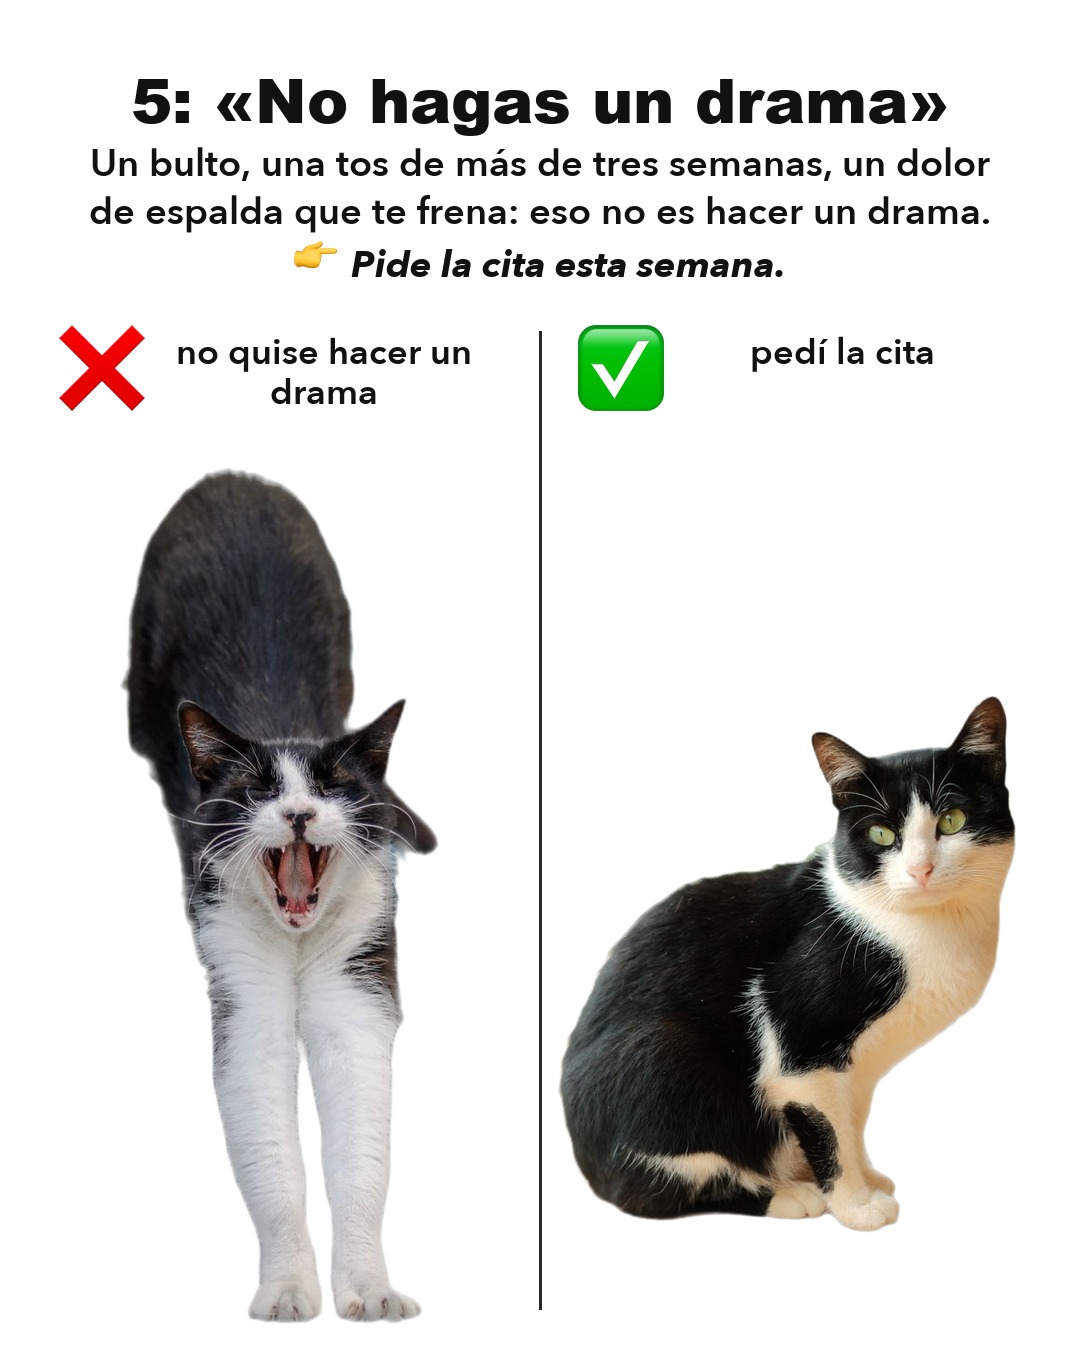 5: «No hagas un drama»
Un bulto, una tos de más de tres semanas, un dolor
de espalda que te frena: eso no es hacer un drama.
👉 Pide la cita esta semana.
❌ no quise hacer un
drama
✅ pedí la cita